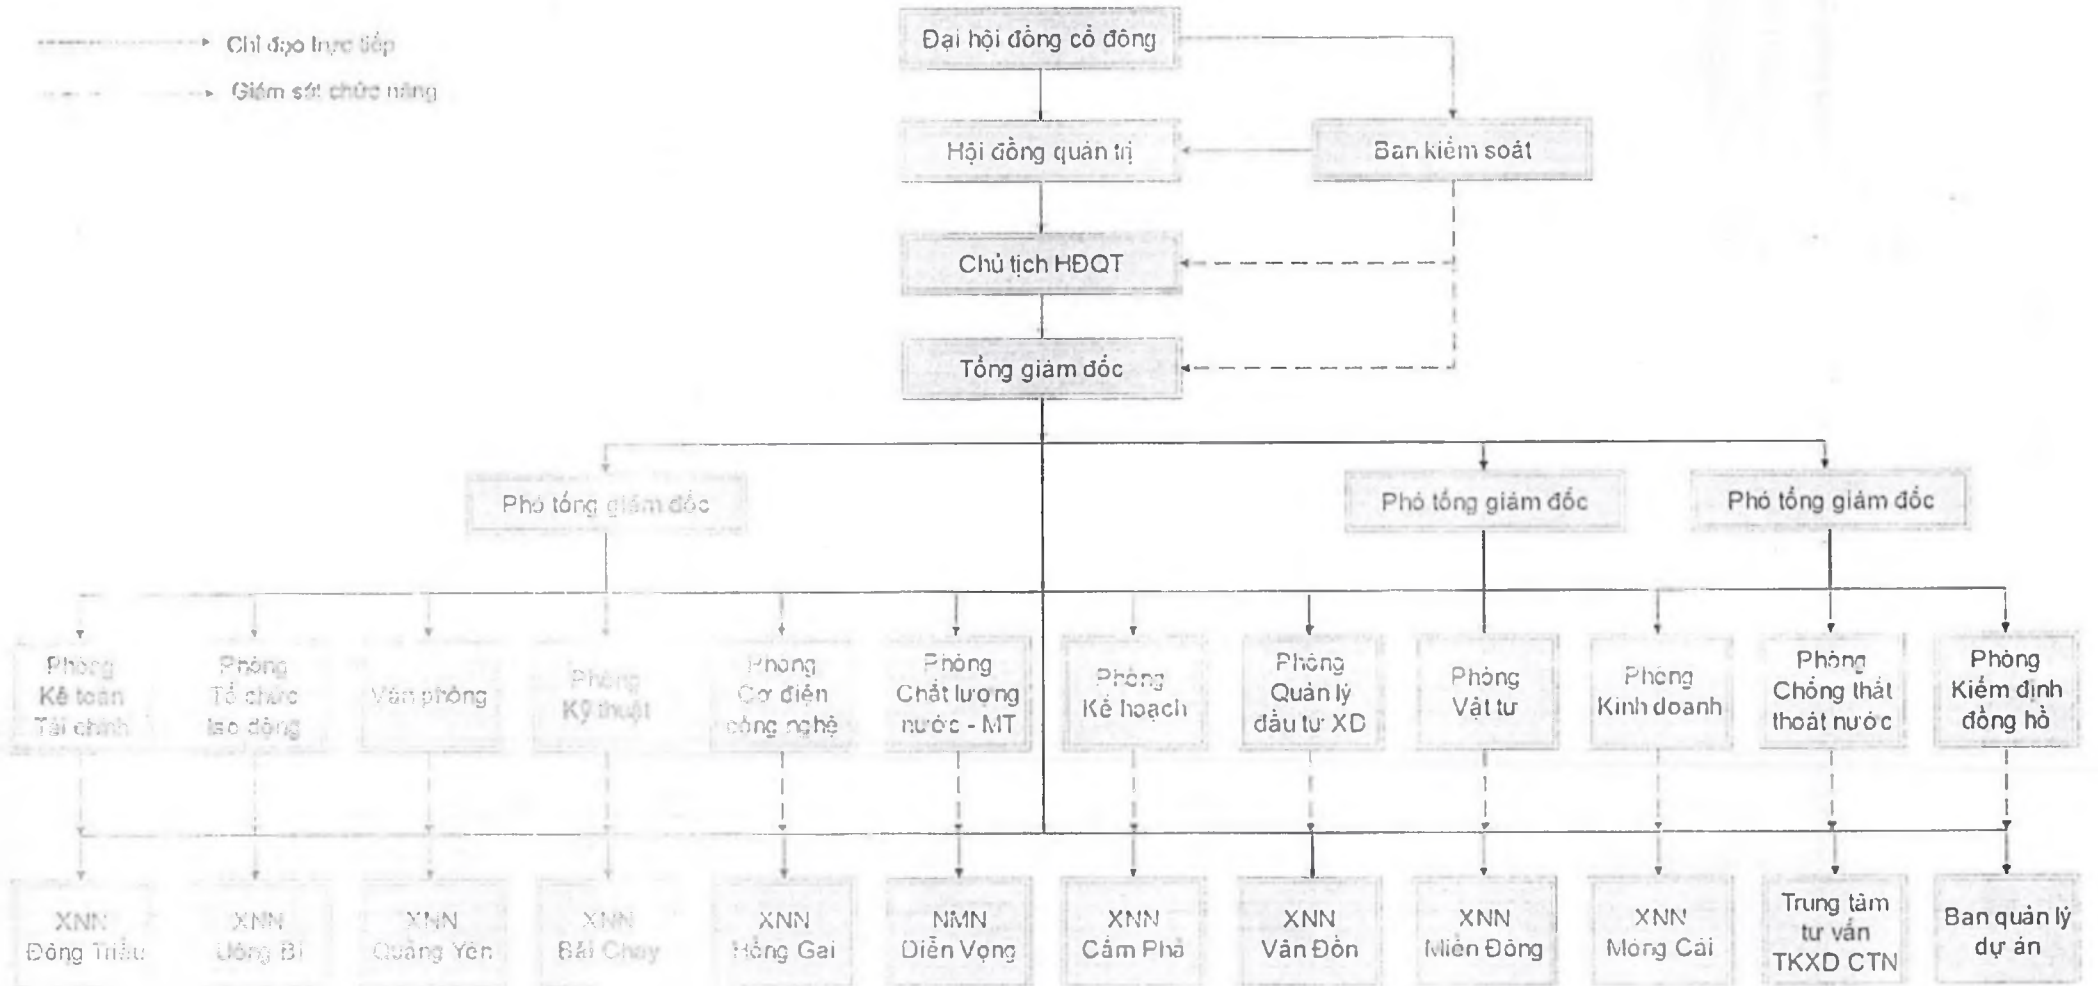 Chỉ đạo trực tiếp
Giám sát chức năng
Đại hội đồng cổ đông
Hội đồng quản trị
Ban kiểm soát
Chủ tịch HĐQT
Tổng giám đốc
Phó tổng giám đốc
Phó tổng giám đốc
Phó tổng giám đốc
Phòng
Kế toán
Tài chính
Phòng
Tổ chức
lao động
Văn phòng
Phòng
Kỹ thuật
Phòng
Cơ điện
công nghệ
Phòng
Chất lượng
nước - MT
Phòng
Kế hoạch
Phòng
Quản lý
đầu tư XD
Phòng
Vật tư
Phòng
Kinh doanh
Phòng
Chống thất
thoát nước
Phòng
Kiểm định
đồng hồ
XNN
Đông Triều
XNN
Uông Bí
XNN
Quảng Yên
XNN
Bãi Cháy
XNN
Hồng Gai
NMN
Diễn Vọng
XNN
Cẩm Phả
XNN
Vân Đồn
XNN
Miền Đông
XNN
Móng Cái
Trung tâm
tư vấn
TKXD CTN
Ban quản lý
dự án